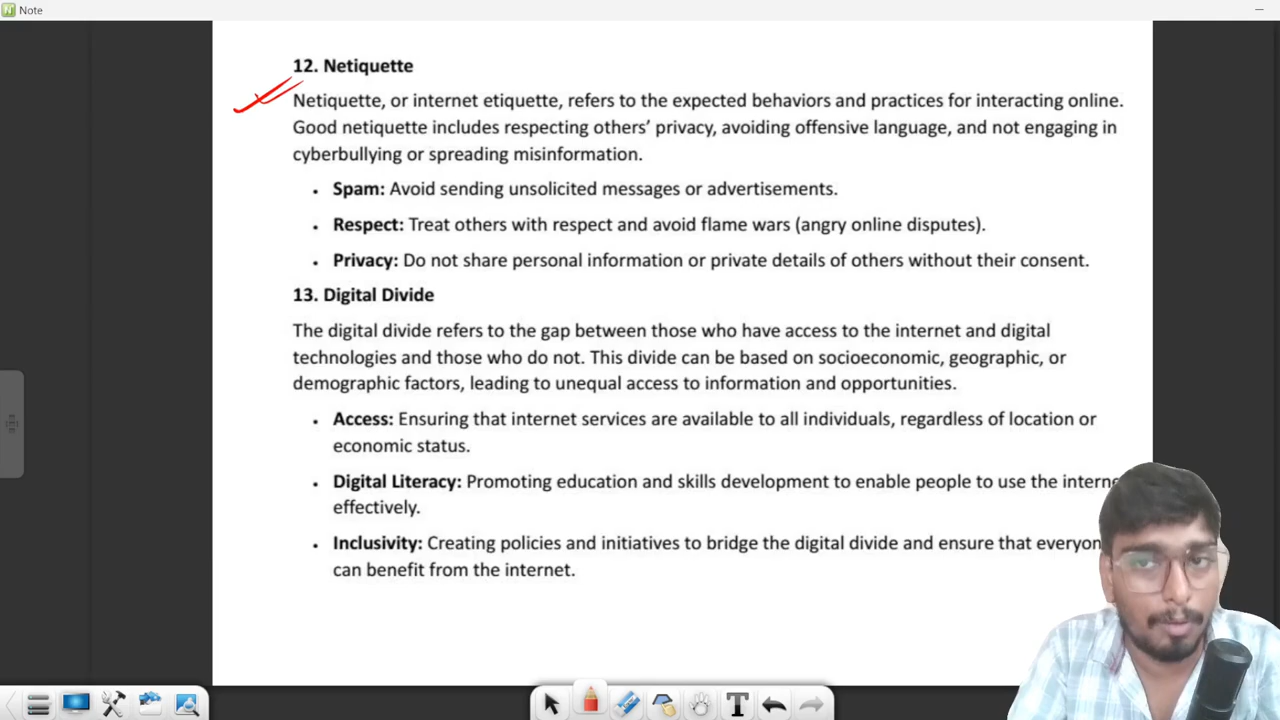 Note
12. Netiquette
Netiquette, or internet etiquette, refers to the expected behaviors and practices for interacting online.
Good netiquette includes respecting others’ privacy, avoiding offensive language, and not engaging in
cyberbullying or spreading misinformation.
• Spam: Avoid sending unsolicited messages or advertisements.
• Respect: Treat others with respect and avoid flame wars (angry online disputes).
• Privacy: Do not share personal information or private details of others without their consent.
13. Digital Divide
The digital divide refers to the gap between those who have access to the internet and digital
technologies and those who do not. This divide can be based on socioeconomic, geographic, or
demographic factors, leading to unequal access to information and opportunities.
• Access: Ensuring that internet services are available to all individuals, regardless of location or
economic status.
• Digital Literacy: Promoting education and skills development to enable people to use the
effectively.
• Inclusivity: Creating policies and initiatives to bridge the digital divide and ensure that
can benefit from the internet.